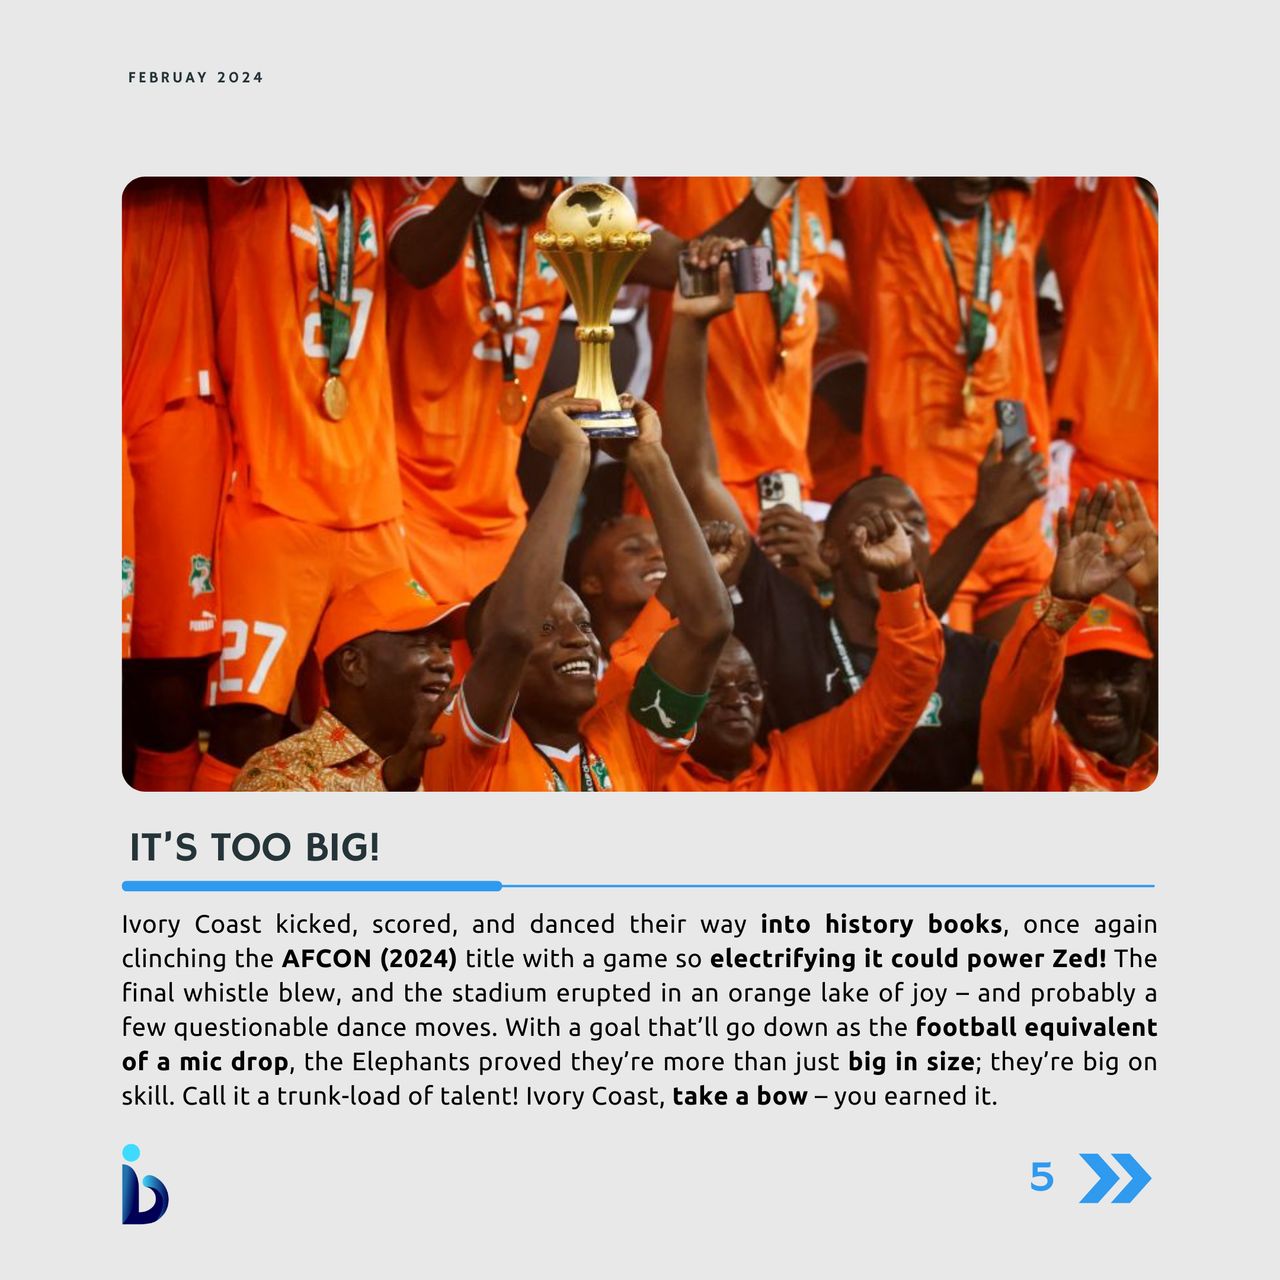 FEBRUAY 2024
27
26
27
PUMA
IT'S TOO BIG!
Ivory Coast kicked, scored, and danced their way into history books, once again
clinching the AFCON (2024) title with a game so electrifying it could power Zed! The
final whistle blew, and the stadium erupted in an orange lake of joy – and probably a
few questionable dance moves. With a goal that'll go down as the football equivalent
of a mic drop, the Elephants proved they're more than just big in size; they're big on
skill. Call it a trunk-load of talent! Ivory Coast, take a bow – you earned it.
5